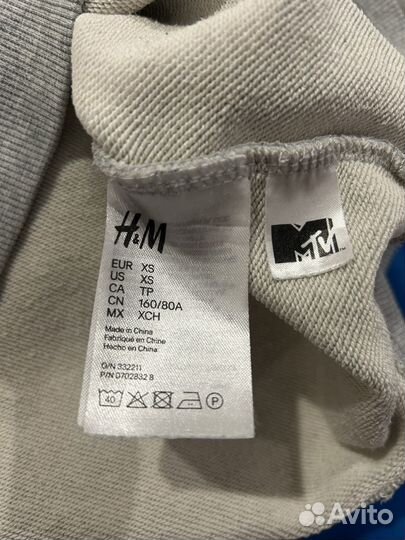 H&M
EUR XS
US XS
CA TP
CN 160/80A
MX XCH
Made in China
Fabriqué en Chine
Hecho en China
O/N 332211
P/N 0702832 8
40 P
MTV
Avito